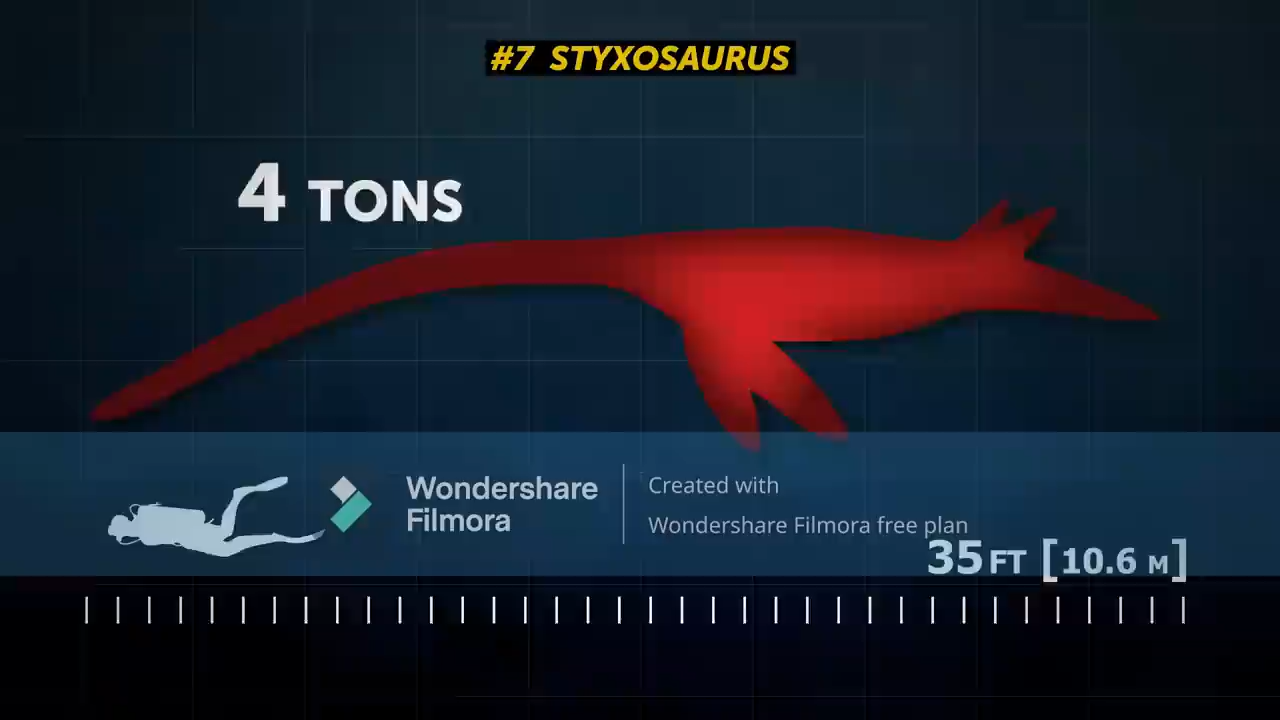 #7 STYXOSAURUS
4 TONS
Wondershare
Filmora
Created with
Wondershare Filmora free plan
35 FT [10.6 M]